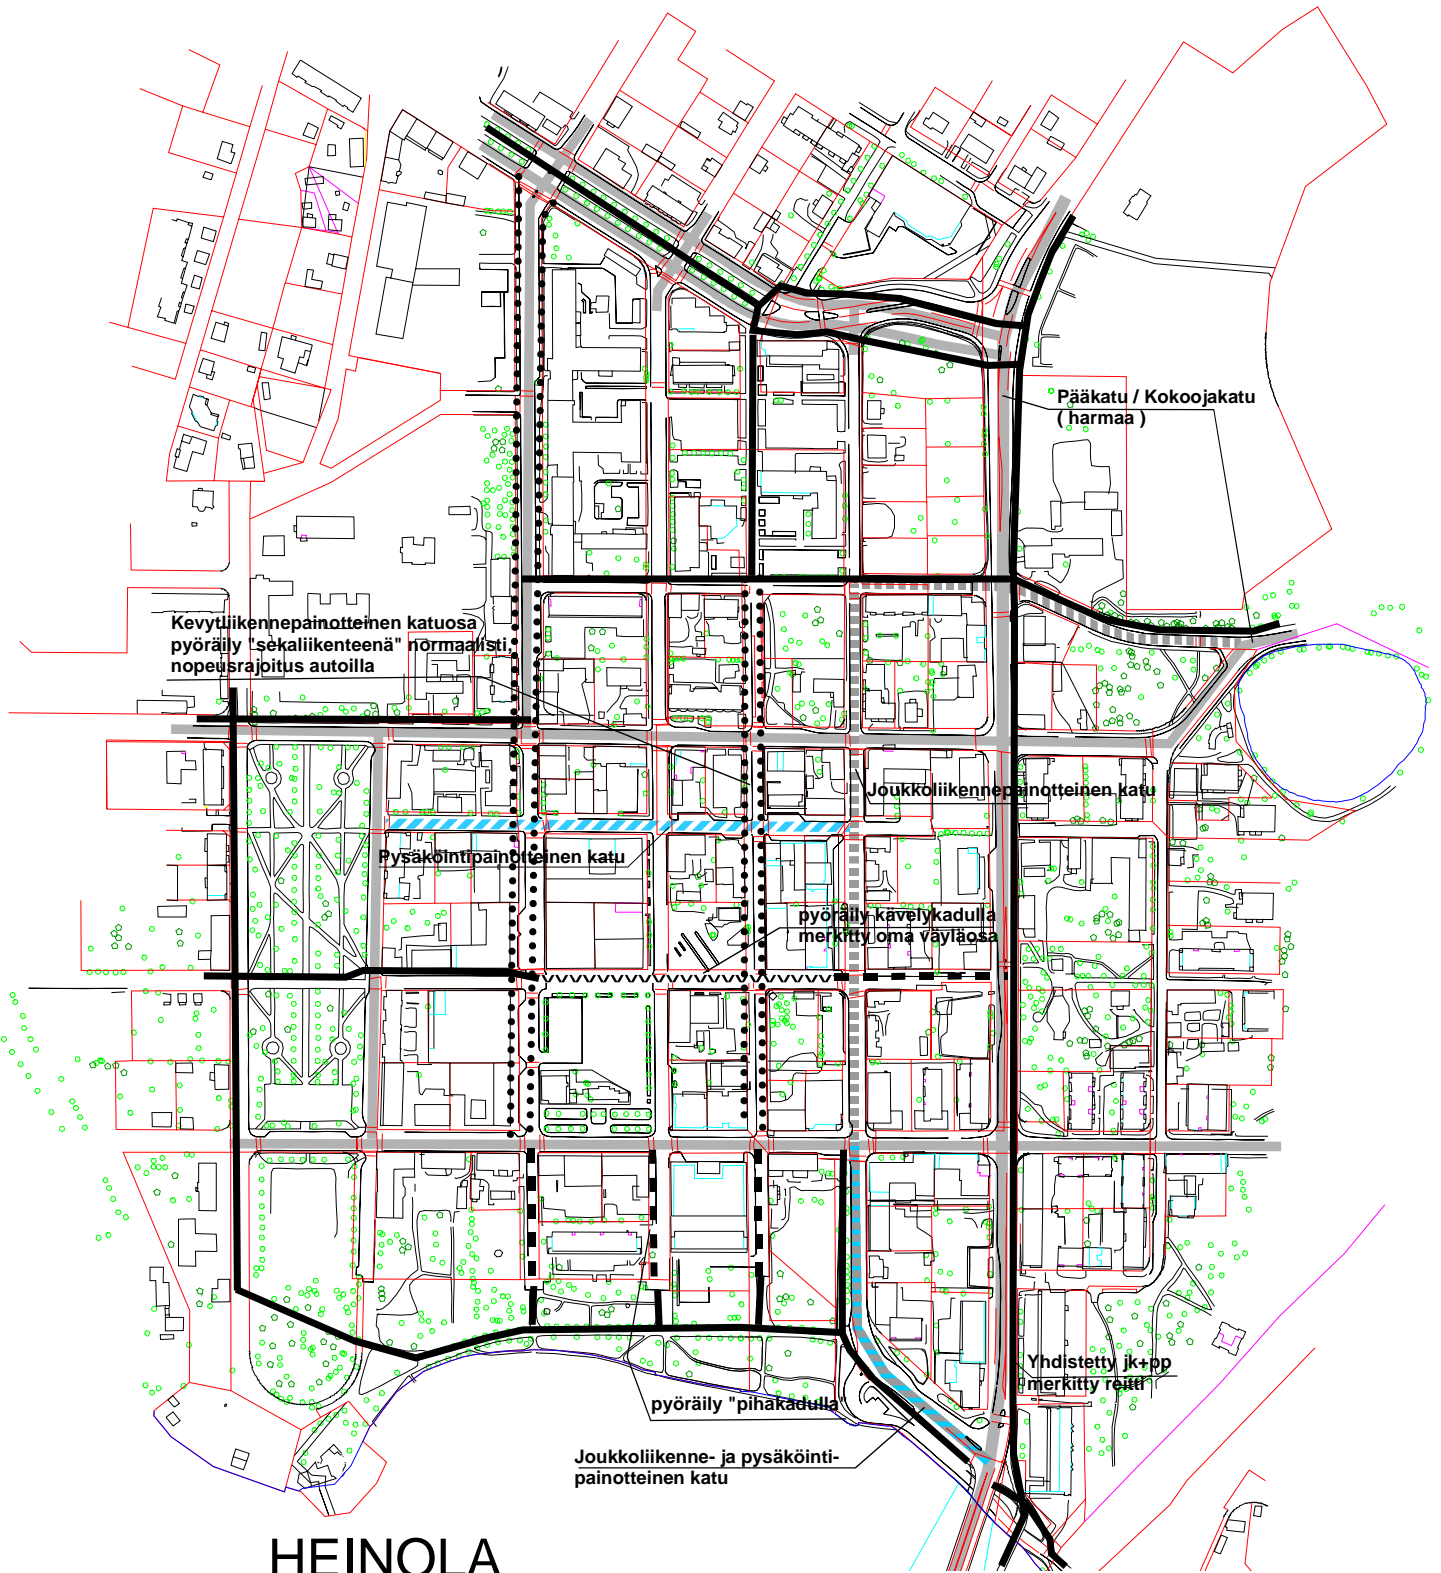 Pääkatu / Kokoojakatu
( harmaa )
Kevytliikennepainotteinen katuosa
pyöräily "sekaliikenteenä" normaalisti,
nopeusrajoitus autoilla
Joukkoliikennepainotteinen katu
Pysäköintipainotteinen katu
pyöräily kävelykadulla
merkitty oma väyläosa
Yhdistetty jk+pp
merkitty reitti
pyöräily "pihakadulla"
Joukkoliikenne- ja pysäköinti-
painotteinen katu
HEINOLA